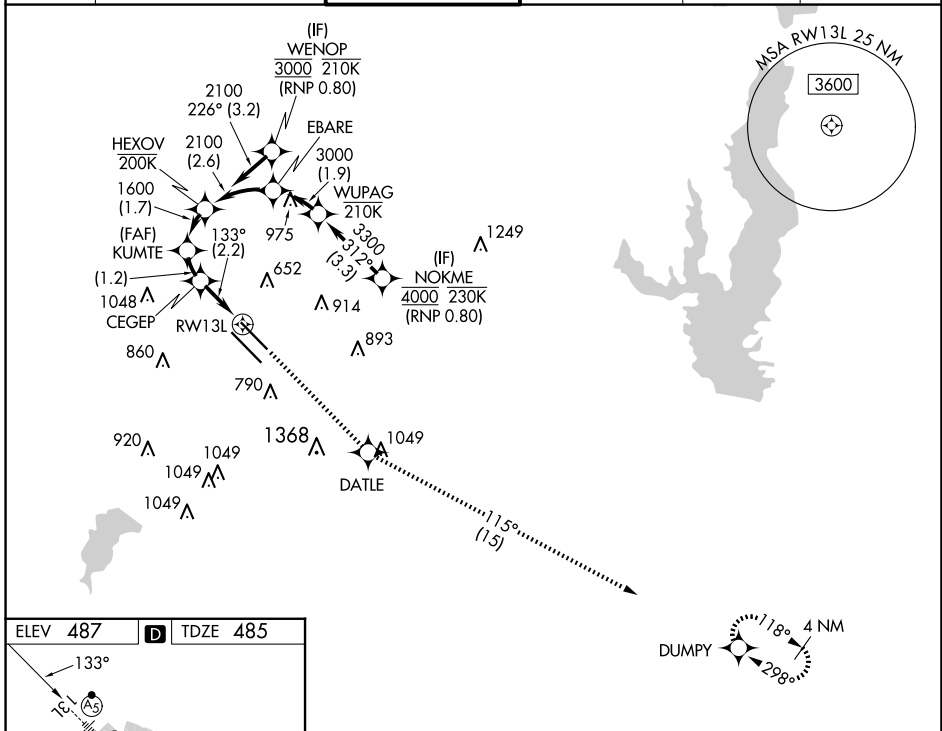 (IF)
WENOP
3000 210K
(RNP 0.80)
MSA RW13L 25 NM
3600
2100
226° (3.2)
EBARE
HEXOV
200K
2100
(2.6)
3000
(1.9)
WUPAG
210K
1600
(1.7)
(FAF)
KUMTE
133°
(2.2)
975
3300
312°
(3.3)
1249
(IF)
NOKME
4000 230K
(RNP 0.80)
(1.2)
652
1048
CEGEP
914
RW13L
893
860
790
1368
1049
920
1049
1049
1049
DATLE
115°
(15)
ELEV 487
D
TDZE 485
DUMPY
118°
4 NM
298°
133°
13L
A5